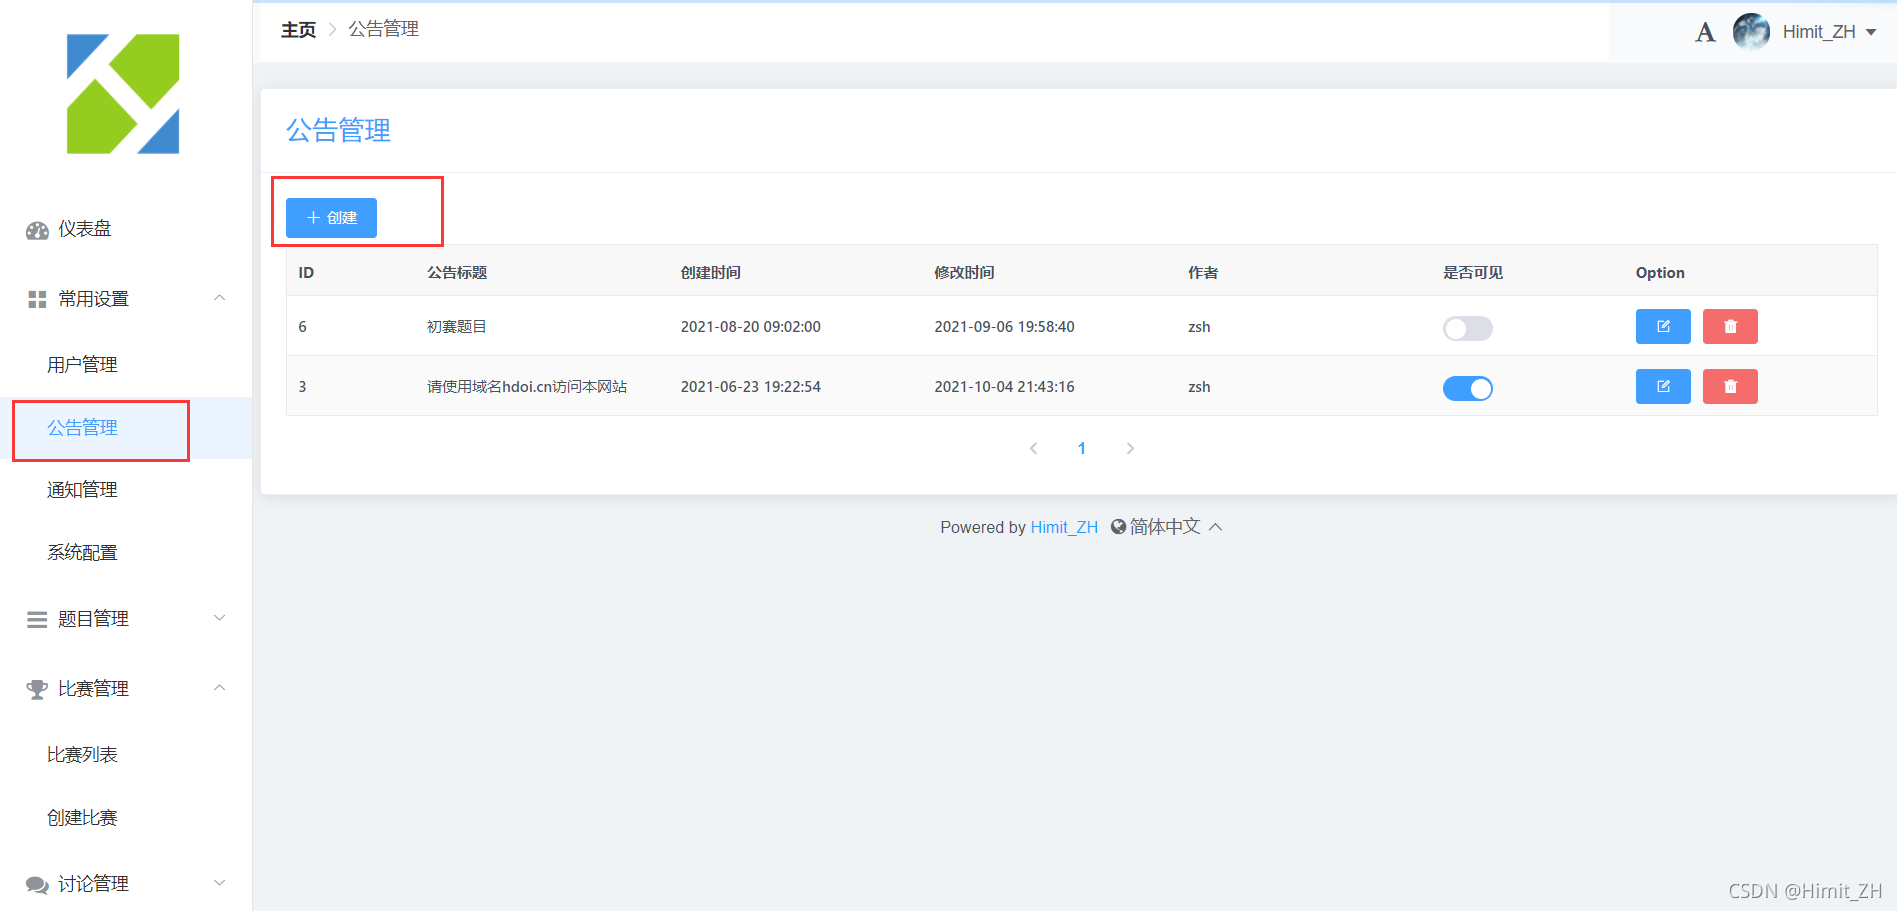 主页 > 公告管理
A Himit_ZH
仪表盘
常用设置
用户管理
公告管理
通知管理
系统配置
题目管理
比赛管理
比赛列表
创建比赛
讨论管理
公告管理
+ 创建
ID 公告标题 创建时间 修改时间 作者 是否可见 Option
6 初赛题目 2021-08-20 09:02:00 2021-09-06 19:58:40 zsh
3 请使用域名hdoi.cn访问本网站 2021-06-23 19:22:54 2021-10-04 21:43:16 zsh
< 1 >
Powered by Himit_ZH 简体中文
CSDN @Himit_ZH